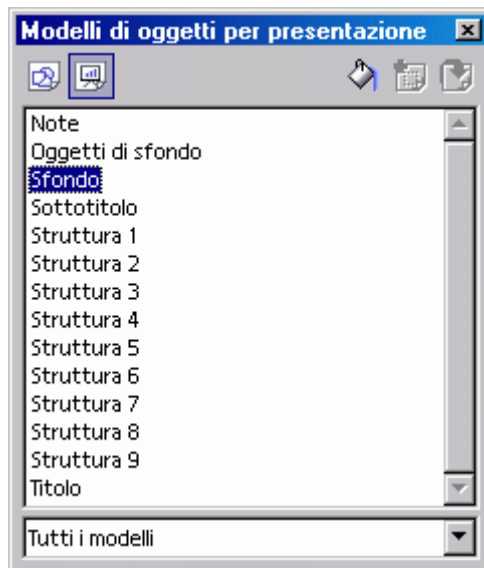 Modelli di oggetti per presentazione
Note
Oggetti di sfondo
Sfondo
Sottotitolo
Struttura 1
Struttura 2
Struttura 3
Struttura 4
Struttura 5
Struttura 6
Struttura 7
Struttura 8
Struttura 9
Titolo
Tutti i modelli